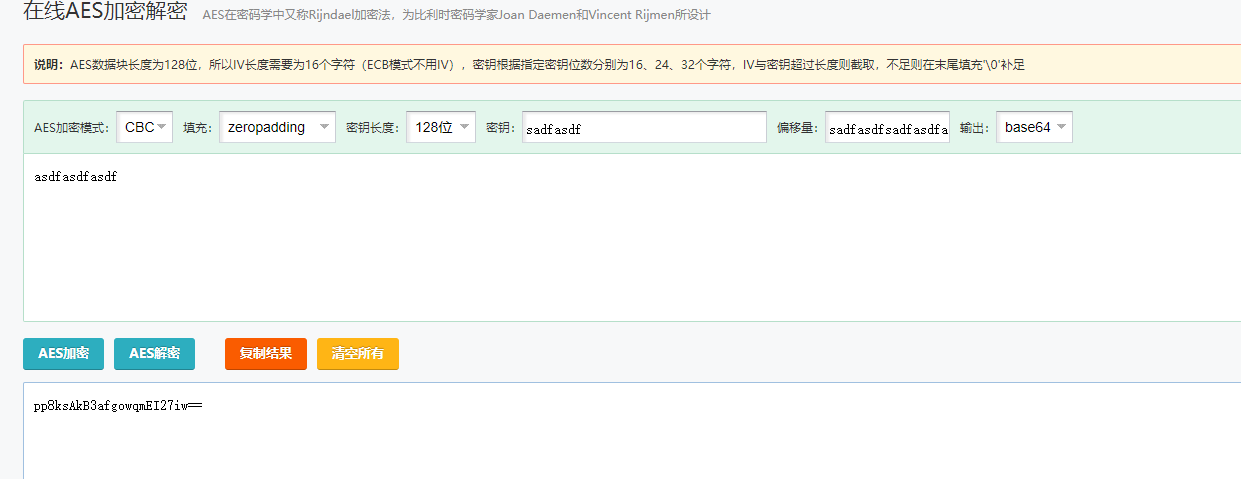 在线AES加密解密 AES在密码学中又称Rijndael加密法，为比利时密码学家Joan Daemen和Vincent Rijmen所设计
说明：AES数据块长度为128位，所以IV长度需要为16个字符（ECB模式不用IV），密钥根据指定密钥位数分别为16、24、32个字符，IV与密钥超过长度则截取，不足则在末尾填充'\0'补足
AES加密模式： CBC 填充： zeropadding 密钥长度： 128位 密钥： sadfasdf 偏移量： sadfasdfsadfasdfa 输出： base64
asdfasdfasdf
AES加密 AES解密 复制结果 清空所有
pp8ksAkB3afgowqmEI27iw==